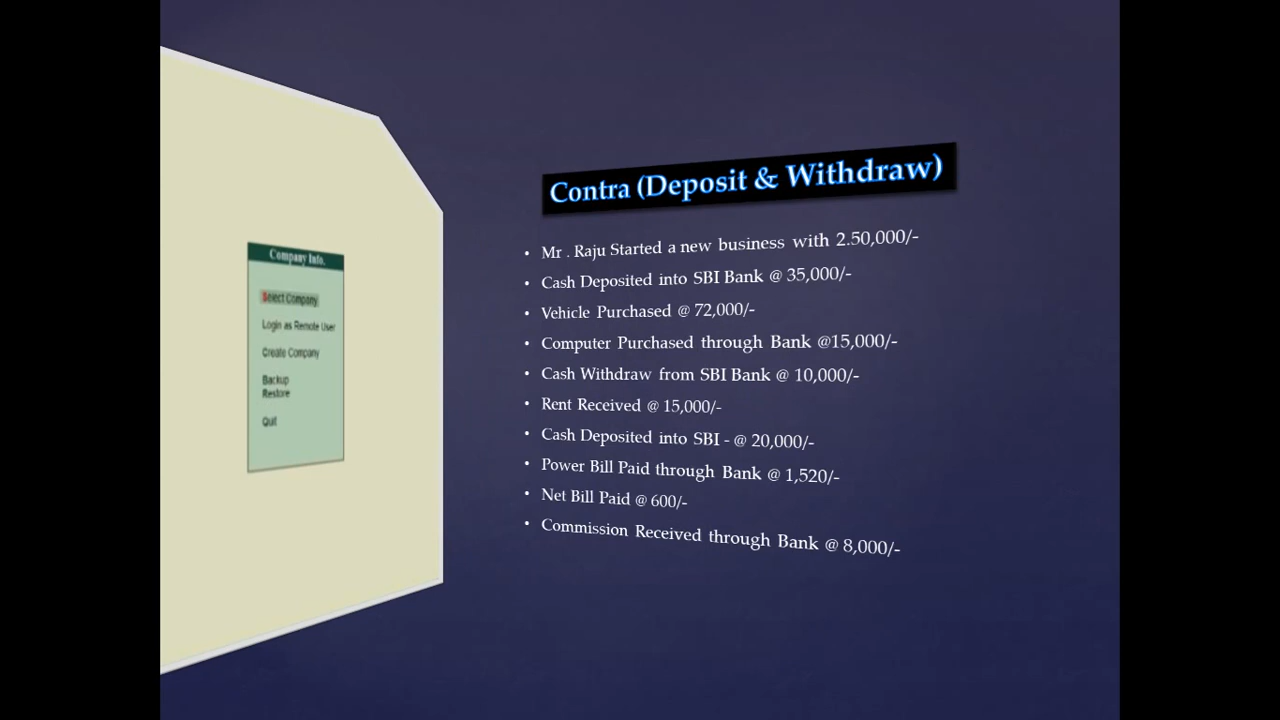 Contra (Deposit & Withdraw)
• Mr . Raju Started a new business with 2.50,000/-
• Cash Deposited into SBI Bank @ 35,000/-
• Vehicle Purchased @ 72,000/-
• Computer Purchased through Bank @15,000/-
• Cash Withdraw from SBI Bank @ 10,000/-
• Rent Received @ 15,000/-
• Cash Deposited into SBI - @ 20,000/-
• Power Bill Paid through Bank @ 1,520/-
• Net Bill Paid @ 600/-
• Commission Received through Bank @ 8,000/-
Company Info.
Select Company
Login as Remote User
Create Company
Backup
Restore
Quit